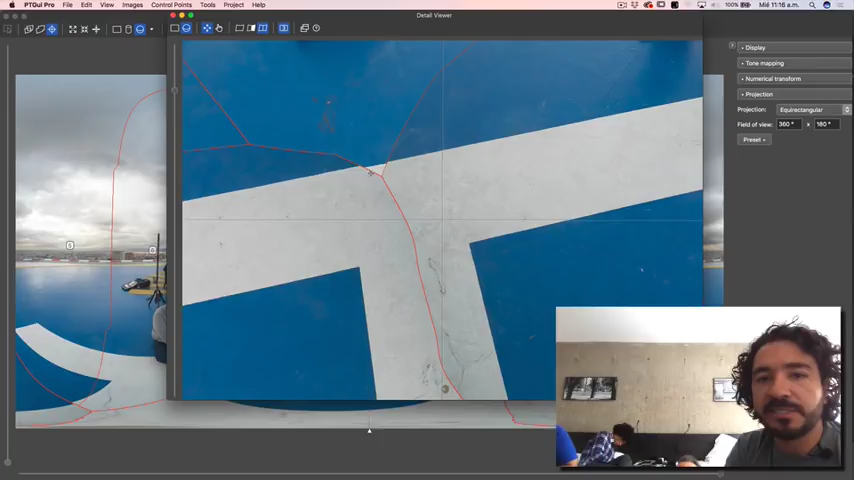 PTGui Pro File Edit View Images Control Points Tools Project Help
100% Mié 11:16 a.m.
Detail Viewer
Display
Tone mapping
Numerical transform
Projection
Projection: Equirectangular
Field of view: 360 ° x 180 °
Preset